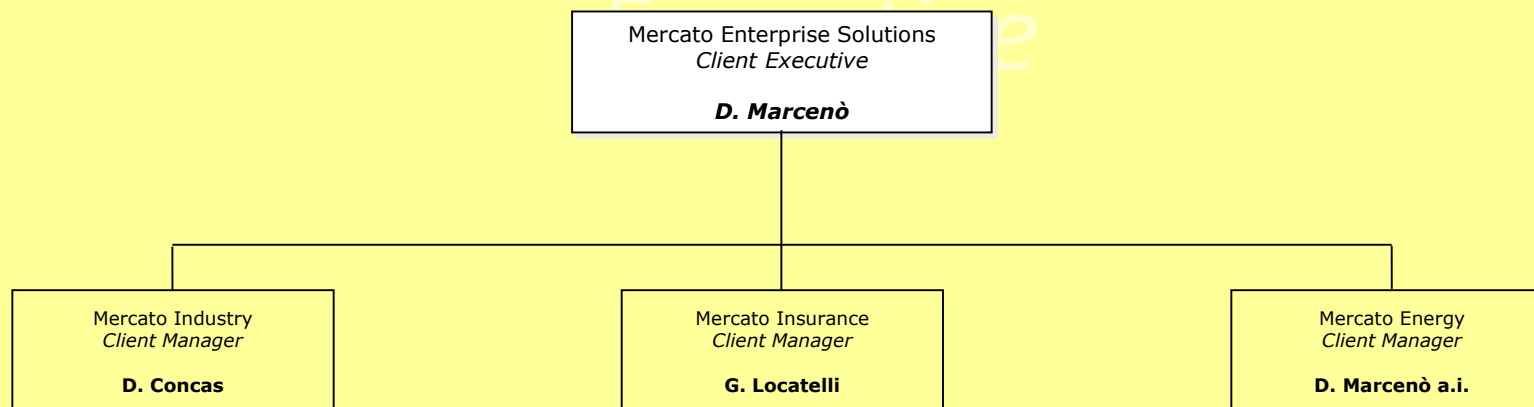 Mercato Enterprise Solutions
Client Executive
D. Marcenò
Mercato Industry
Client Manager
D. Concas
Mercato Insurance
Client Manager
G. Locatelli
Mercato Energy
Client Manager
D. Marcenò a.i.